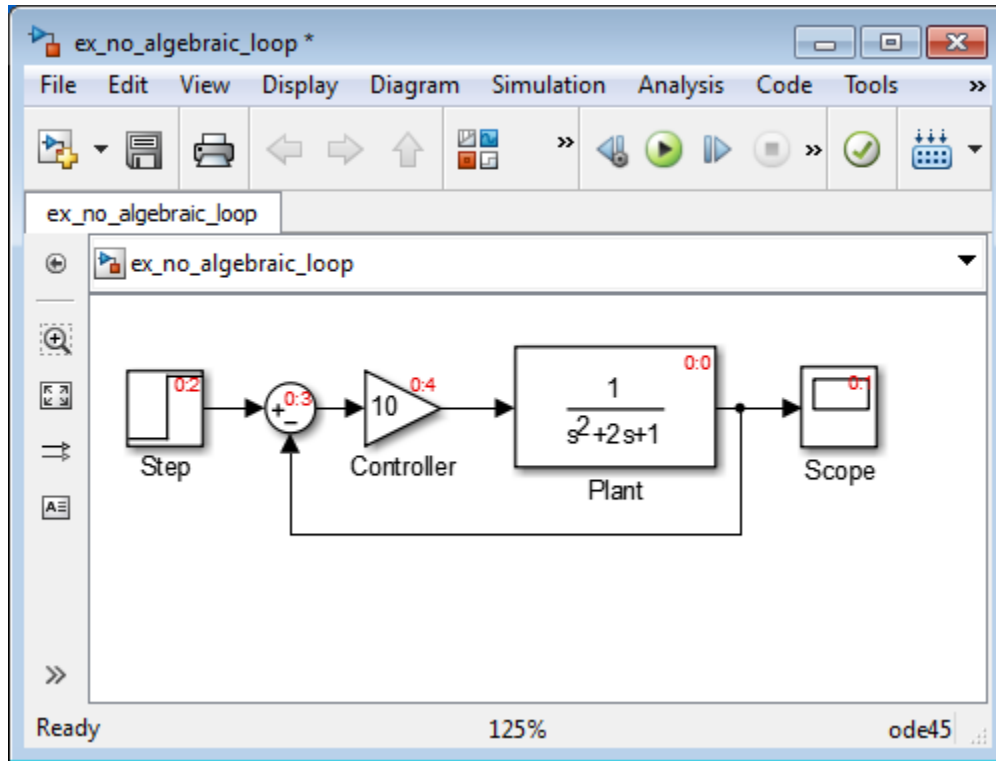 ex_no_algebraic_loop *
File Edit View Display Diagram Simulation Analysis Code Tools »
»
»
ex_no_algebraic_loop
ex_no_algebraic_loop
0:2 0:3 0:4 0:0 0:1
+ − 10
1
s²+2s+1
Step Controller Plant Scope
»
Ready 125% ode45